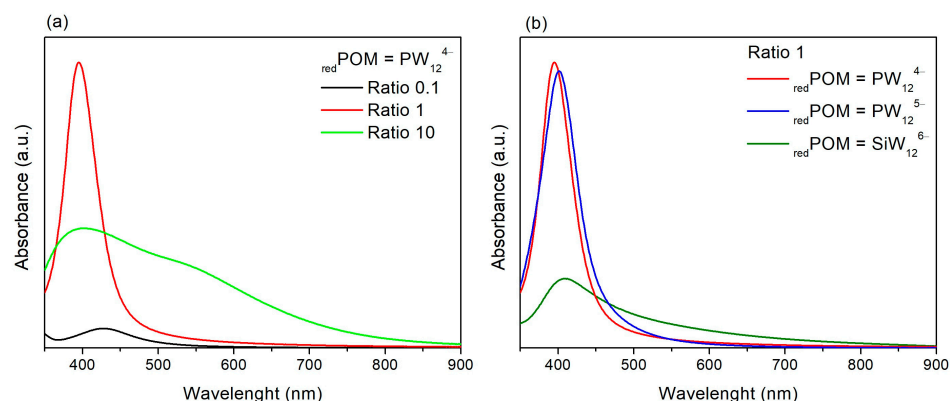 (a)
redPOM = PW12^4–
Ratio 0.1
Ratio 1
Ratio 10
Absorbance (a.u.)
400 500 600 700 800 900
Wavelenght (nm)
(b)
Ratio 1
redPOM = PW12^4–
redPOM = PW12^5–
redPOM = SiW12^6–
Absorbance (a.u.)
400 500 600 700 800 900
Wavelenght (nm)